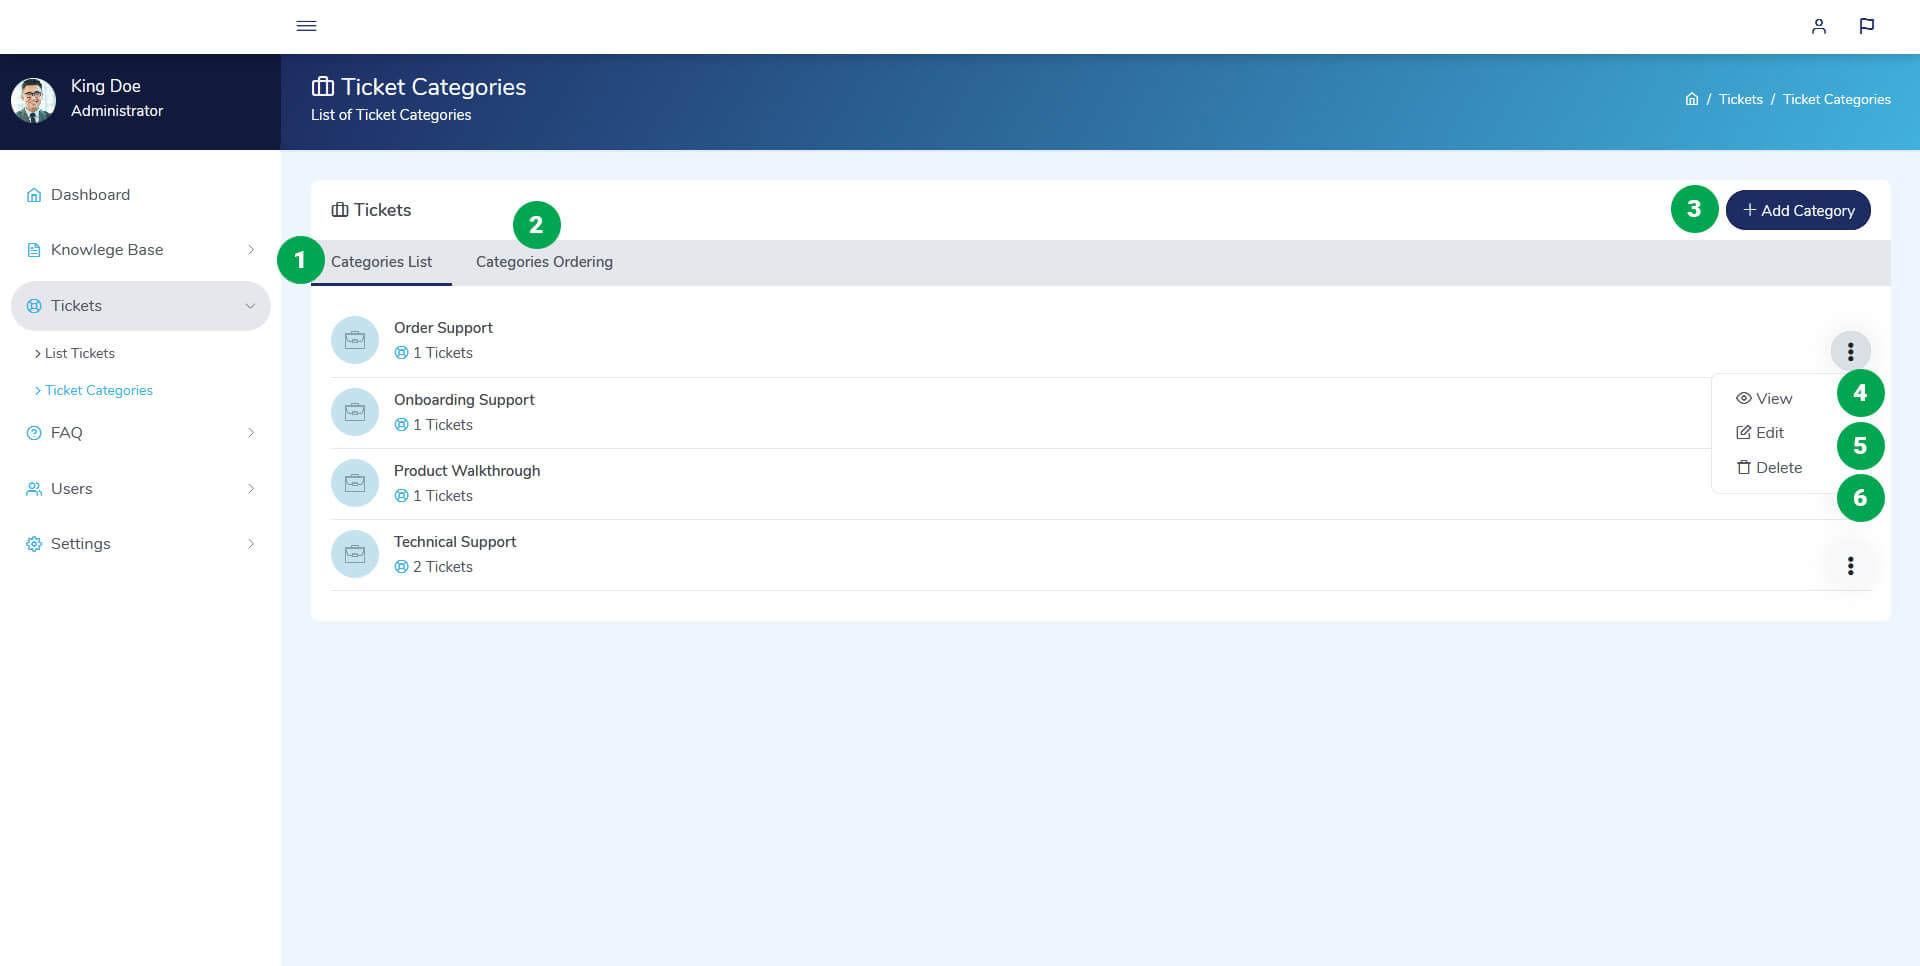 King Doe
Administrator
Ticket Categories
List of Ticket Categories
/ Tickets / Ticket Categories
Dashboard
Knowlege Base
Tickets
List Tickets
Ticket Categories
FAQ
Users
Settings
Tickets
3
+ Add Category
1
Categories List
2
Categories Ordering
Order Support
1 Tickets
Onboarding Support
1 Tickets
Product Walkthrough
1 Tickets
Technical Support
2 Tickets
View
4
Edit
5
Delete
6